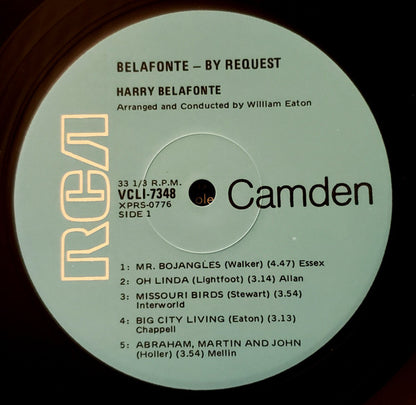 BELAFONTE – BY REQUEST
HARRY BELAFONTE
Arranged and Conducted by William Eaton
RCA
33 1/3 R.P.M.
VCLI-7348
XPRS-0776
SIDE 1
Camden
1: MR. BOJANGLES (Walker) (4.47) Essex
2: OH LINDA (Lightfoot) (3.14) Allan
3: MISSOURI BIRDS (Stewart) (3.54)
Interworld
4: BIG CITY LIVING (Eaton) (3.13)
Chappell
5: ABRAHAM, MARTIN AND JOHN
(Holler) (3.54) Mellin